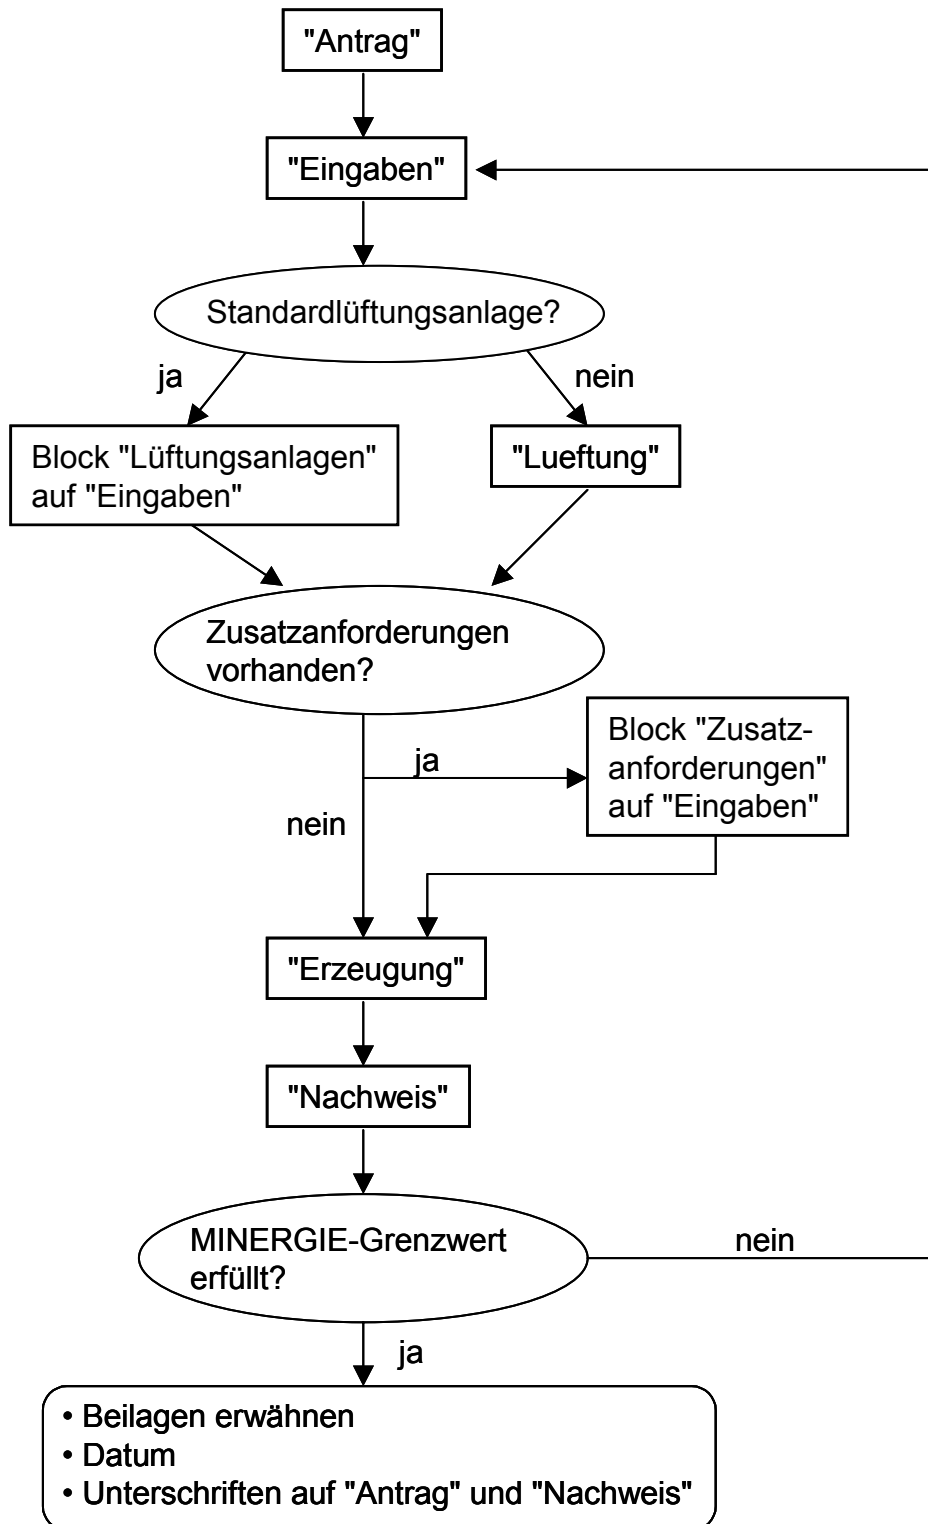 "Antrag"
"Eingaben"
Standardlüftungsanlage?
ja
nein
Block "Lüftungsanlagen"
auf "Eingaben"
"Lueftung"
Zusatzanforderungen
vorhanden?
ja
nein
Block "Zusatz-
anforderungen"
auf "Eingaben"
"Erzeugung"
"Nachweis"
MINERGIE-Grenzwert
erfüllt?
nein
ja
• Beilagen erwähnen
• Datum
• Unterschriften auf "Antrag" und "Nachweis"